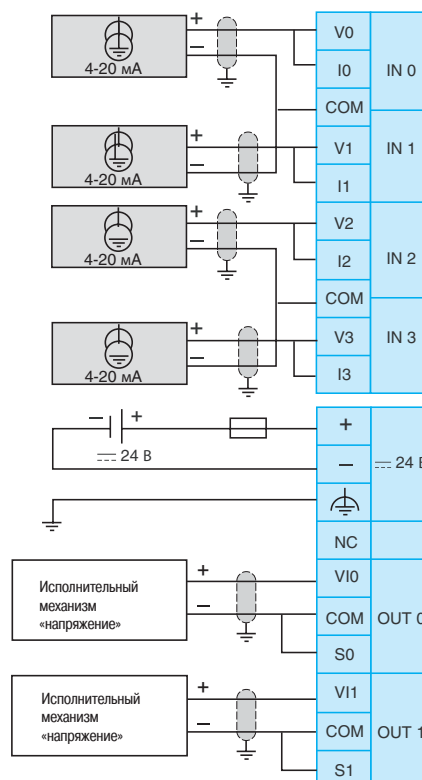 + V0
–
4-20 мА
I0 IN 0
COM
+ V1 IN 1
–
4-20 мА
I1
+ V2
–
4-20 мА
I2 IN 2
COM
+ V3 IN 3
–
4-20 мА
I3
– + +
24 В – 24 В
NC
+ VI0
Исполнительный
механизм
«напряжение»
– COM OUT 0
S0
+ VI1
Исполнительный
механизм
«напряжение»
– COM OUT 1
S1